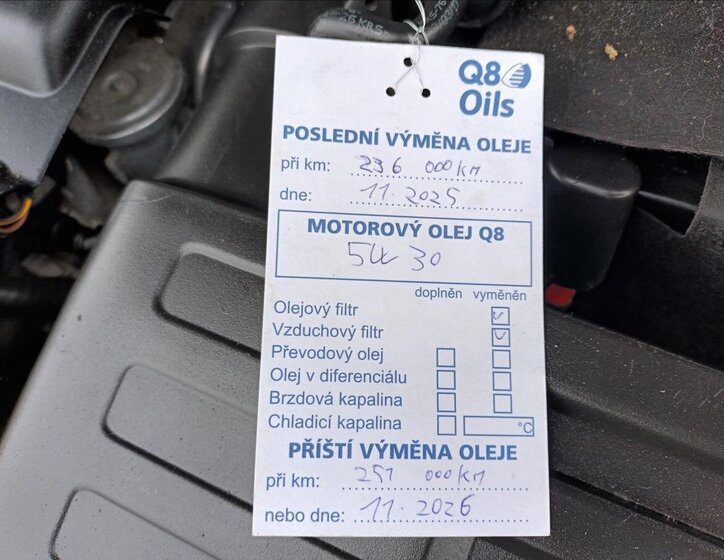 Q8
Oils
POSLEDNÍ VÝMĚNA OLEJE
při km: 236 000 km
dne: 11. 2025
MOTOROVÝ OLEJ Q8
5W 30
doplněn vyměněn
Olejový filtr
Vzduchový filtr
Převodový olej
Olej v diferenciálu
Brzdová kapalina
Chladicí kapalina °C
PŘÍŠTÍ VÝMĚNA OLEJE
při km: 251 000 km
nebo dne: 11. 2026